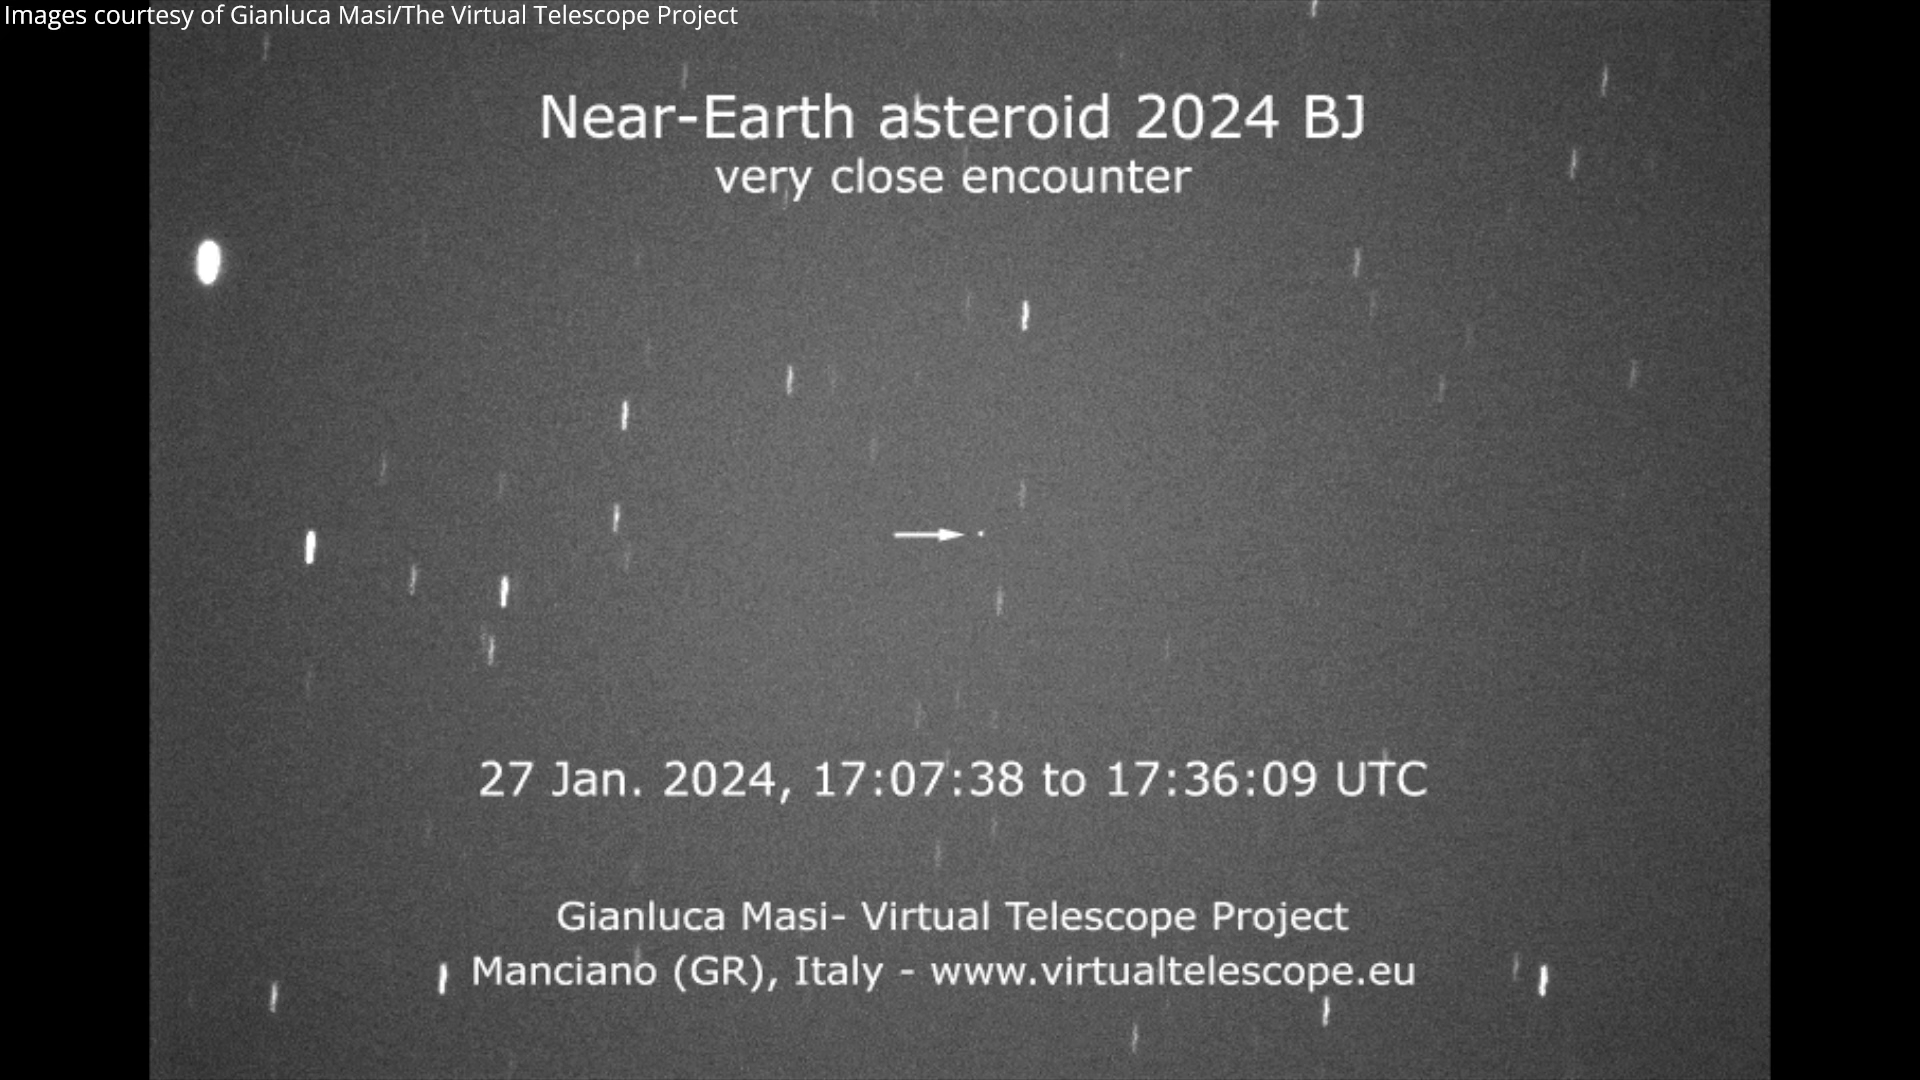 Images courtesy of Gianluca Masi/The Virtual Telescope Project
Near-Earth asteroid 2024 BJ
very close encounter
27 Jan. 2024, 17:07:38 to 17:36:09 UTC
Gianluca Masi- Virtual Telescope Project
Manciano (GR), Italy - www.virtualtelescope.eu